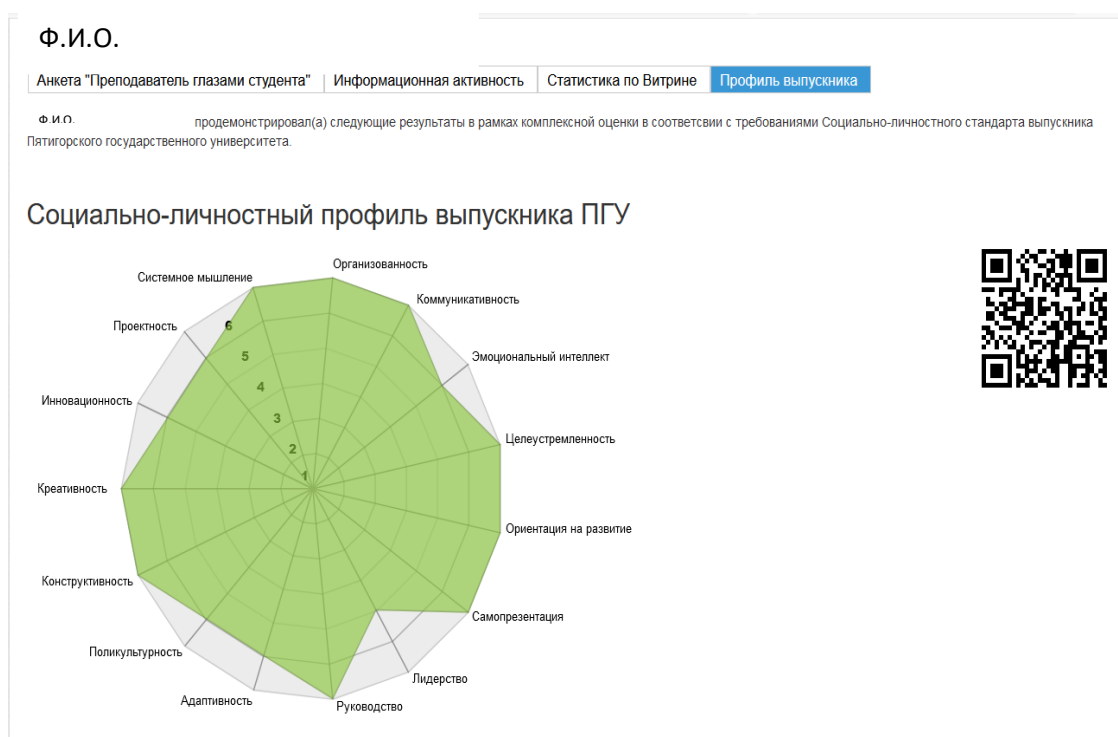 Ф.И.О.
Анкета "Преподаватель глазами студента" Информационная активность Статистика по Витрине Профиль выпускника
Ф.И.О. продемонстрировал(а) следующие результаты в рамках комплексной оценки в соответсвии с требованиями Социально-личностного стандарта выпускника
Пятигорского государственного университета.
Социально-личностный профиль выпускника ПГУ
Организованность
Системное мышление
Коммуникативность
Проектность
6
5
Эмоциональный интеллект
4
Инновационность
3
Целеустремленность
2
1
Креативность
Ориентация на развитие
Конструктивность
Самопрезентация
Поликультурность
Лидерство
Адаптивность
Руководство